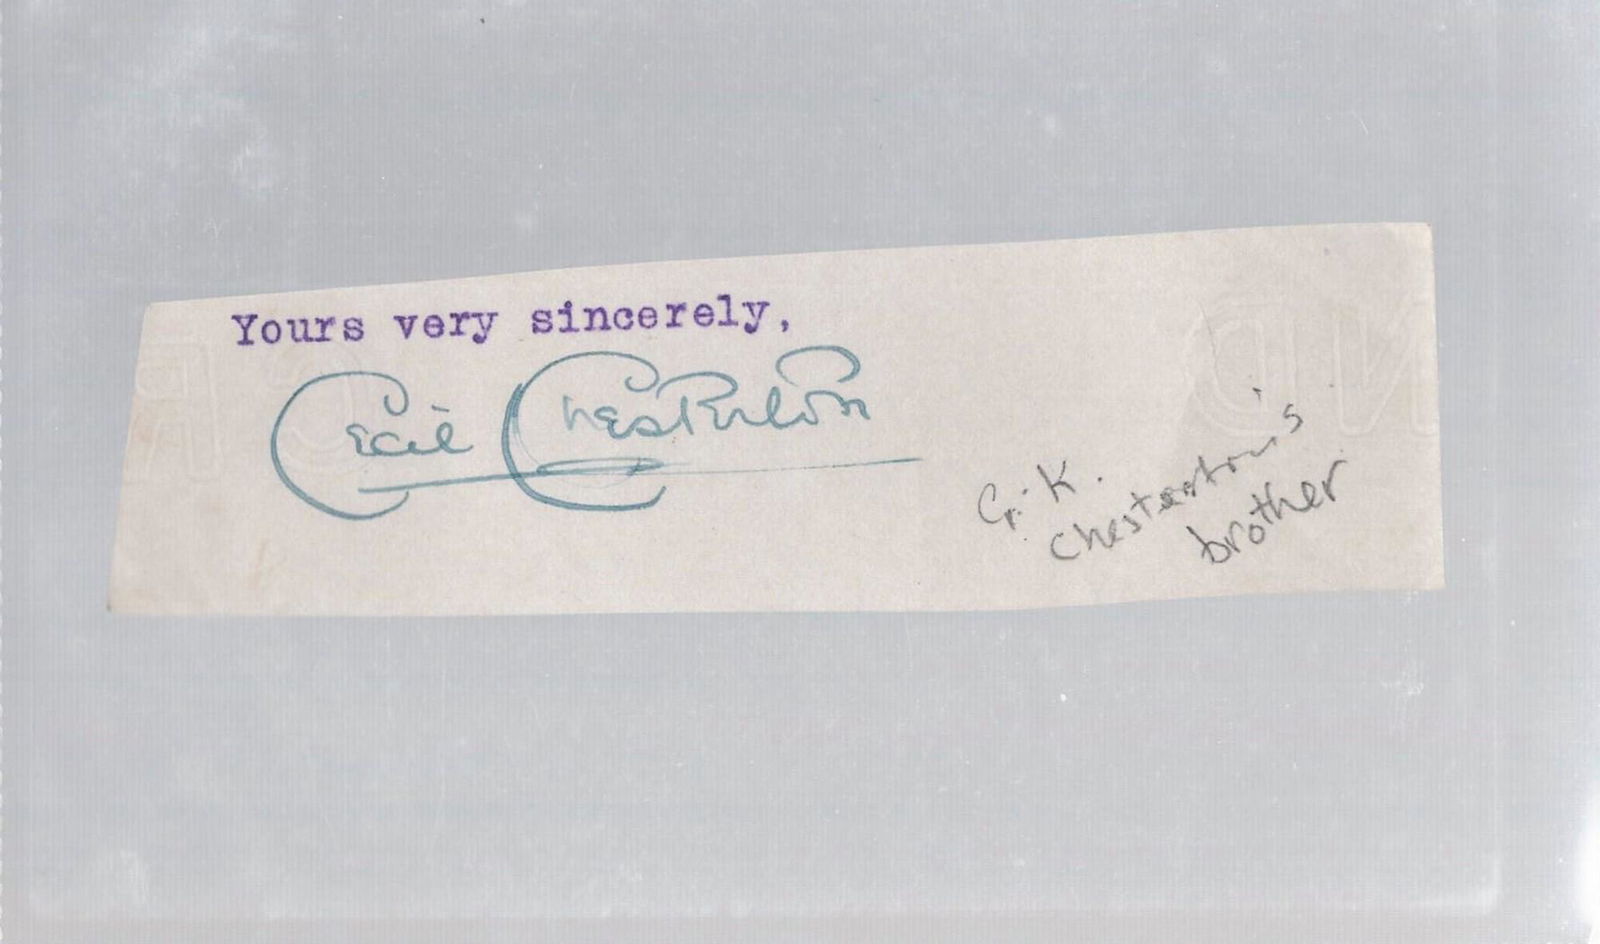 Yours very sincerely,
Cecil Chesterton
G. K.
Chesterton's
brother